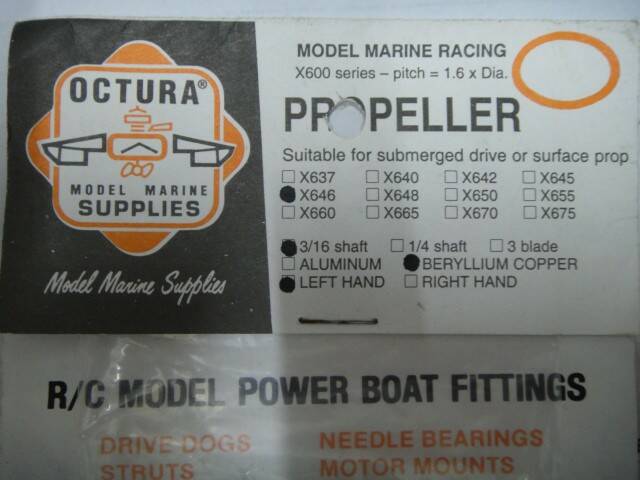 OCTURA®
MODEL MARINE
SUPPLIES
Model Marine Supplies
MODEL MARINE RACING
X600 series – pitch = 1.6 x Dia.
PROPELLER
Suitable for submerged drive or surface prop
X637 X640 X642 X645
X646 X648 X650 X655
X660 X665 X670 X675
3/16 shaft 1/4 shaft 3 blade
ALUMINUM BERYLLIUM COPPER
LEFT HAND RIGHT HAND
R/C MODEL POWER BOAT FITTINGS
DRIVE DOGS NEEDLE BEARINGS
STRUTS MOTOR MOUNTS